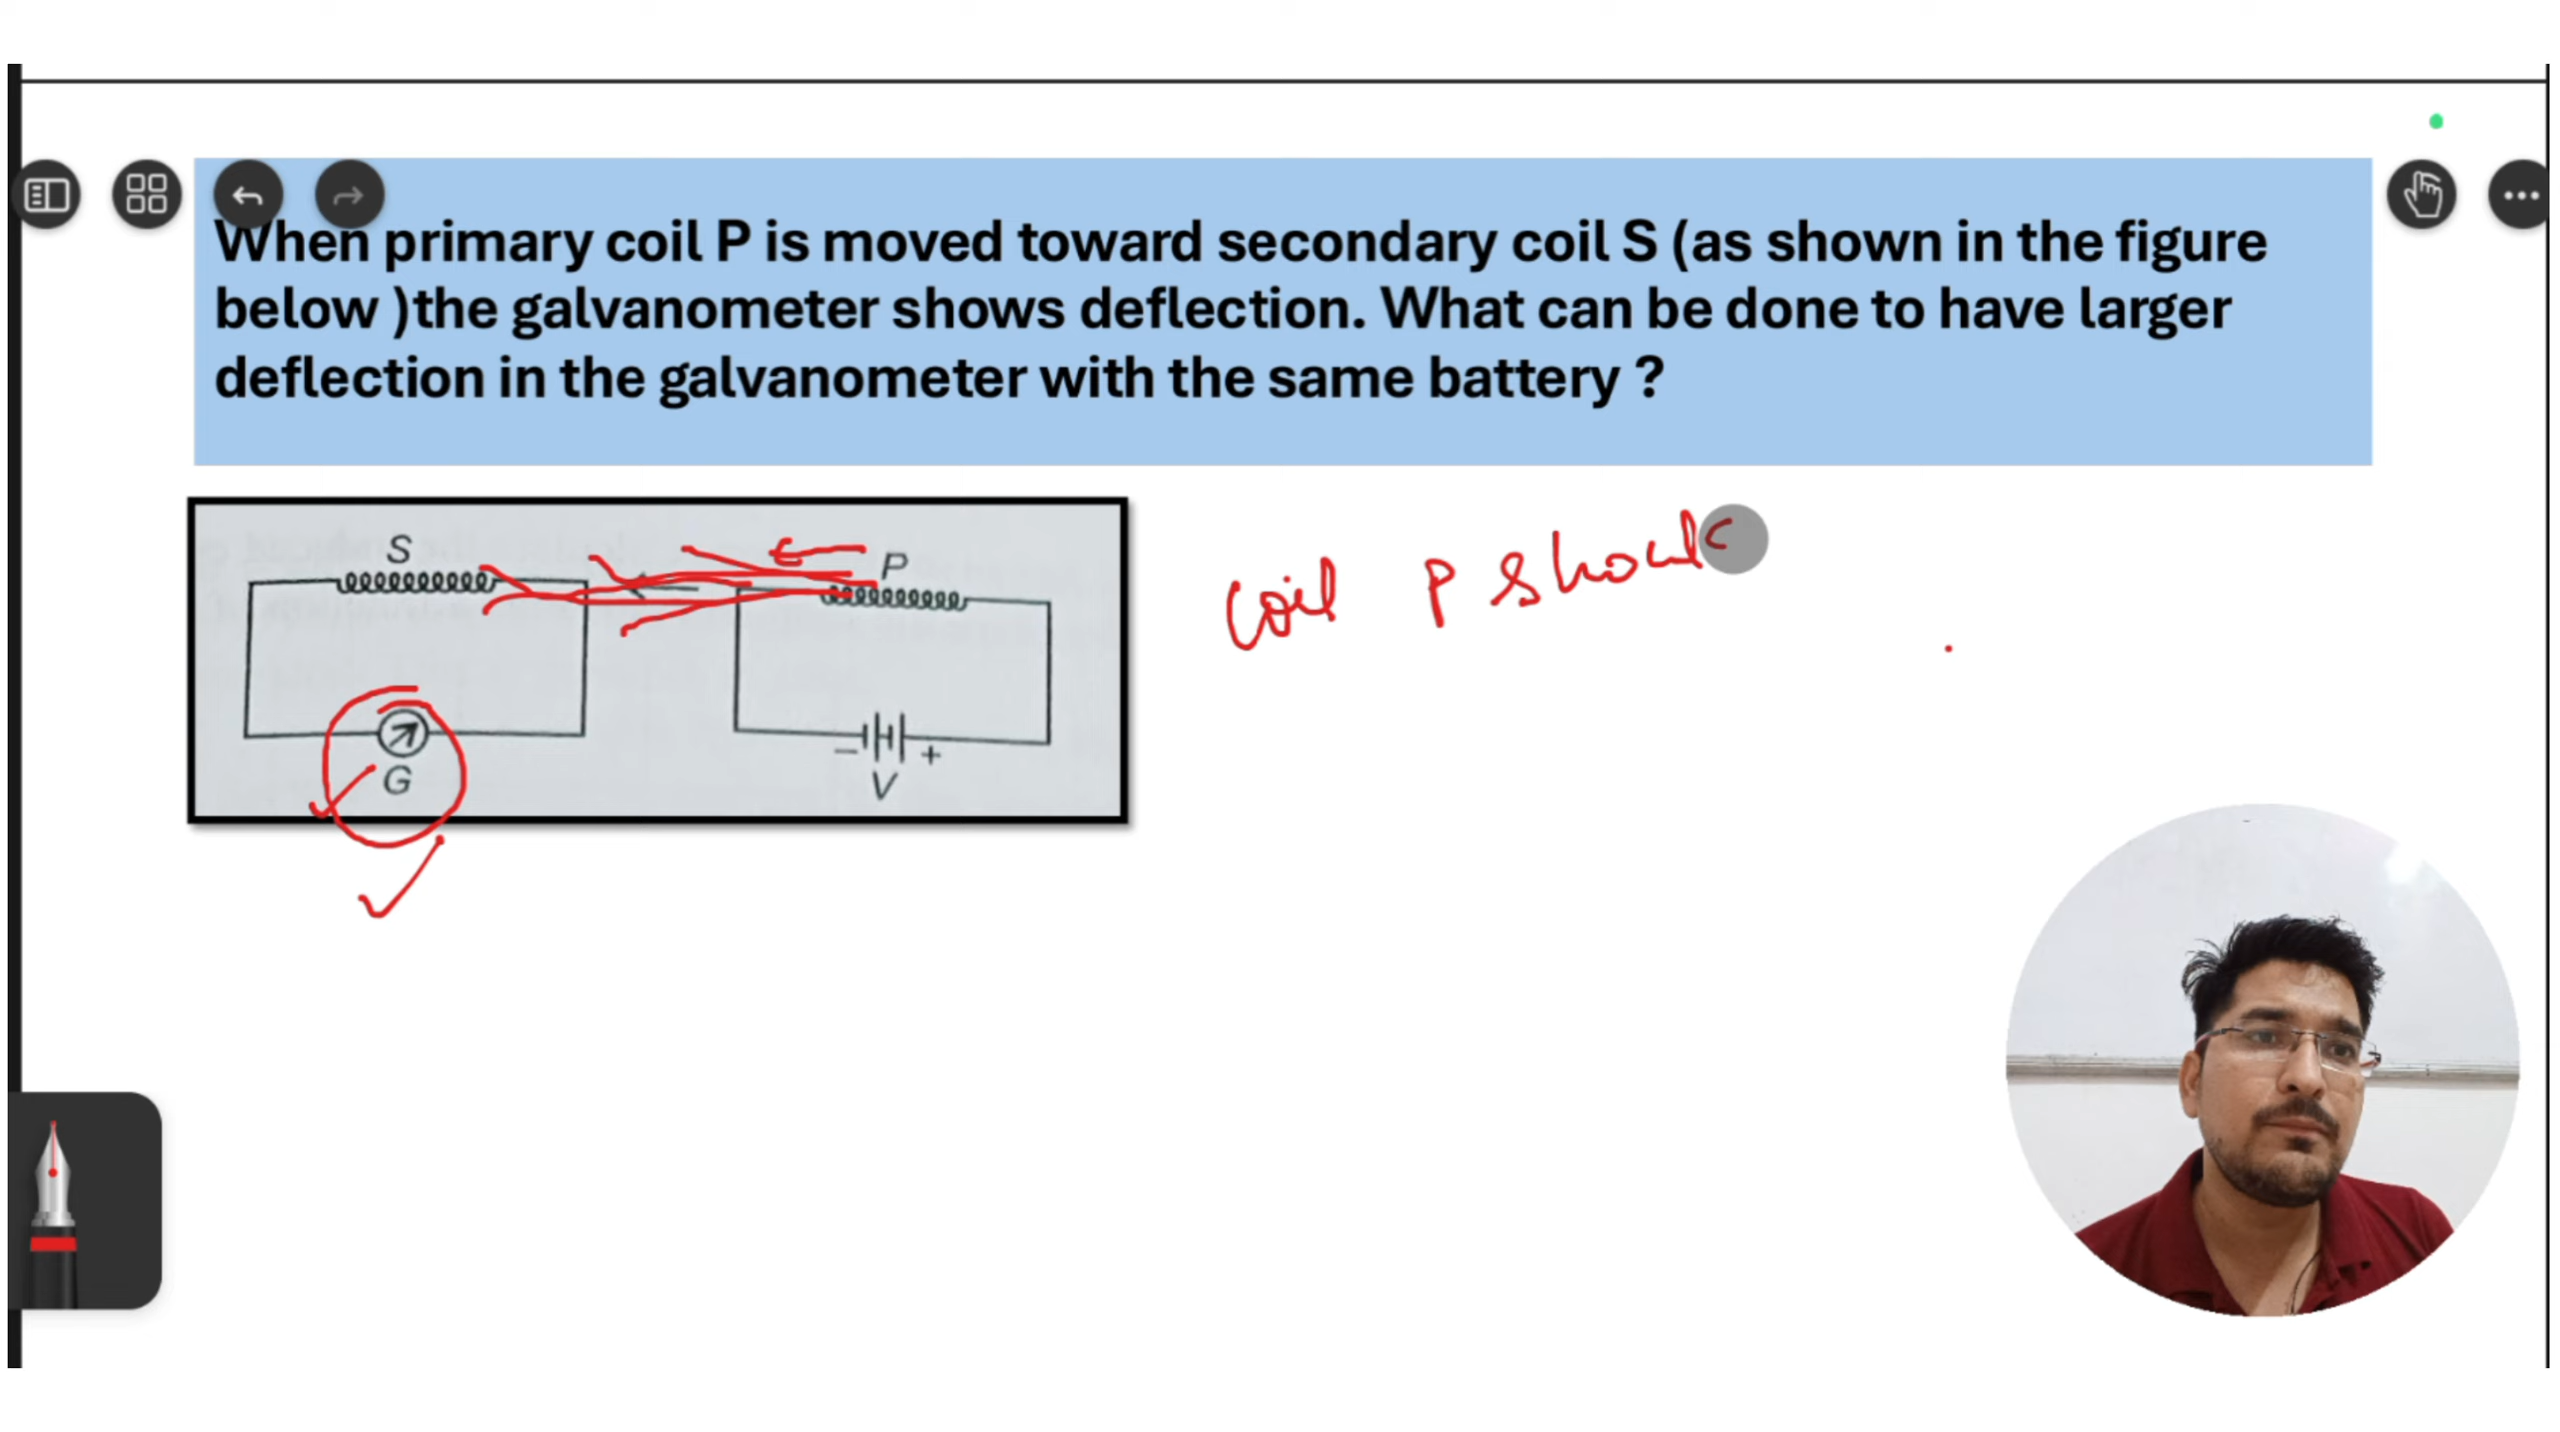 When primary coil P is moved toward secondary coil S (as shown in the figure
below )the galvanometer shows deflection. What can be done to have larger
deflection in the galvanometer with the same battery ?
S
P
G
− +
V
coil P should